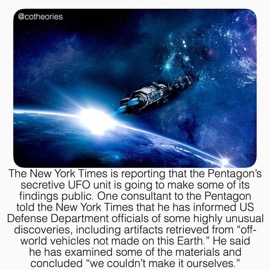 @cotheories
The New York Times is reporting that the Pentagon's
secretive UFO unit is going to make some of its
findings public. One consultant to the Pentagon
told the New York Times that he has informed US
Defense Department officials of some highly unusual
discoveries, including artifacts retrieved from “off-
world vehicles not made on this Earth.” He said
he has examined some of the materials and
concluded “we couldn't make it ourselves.”